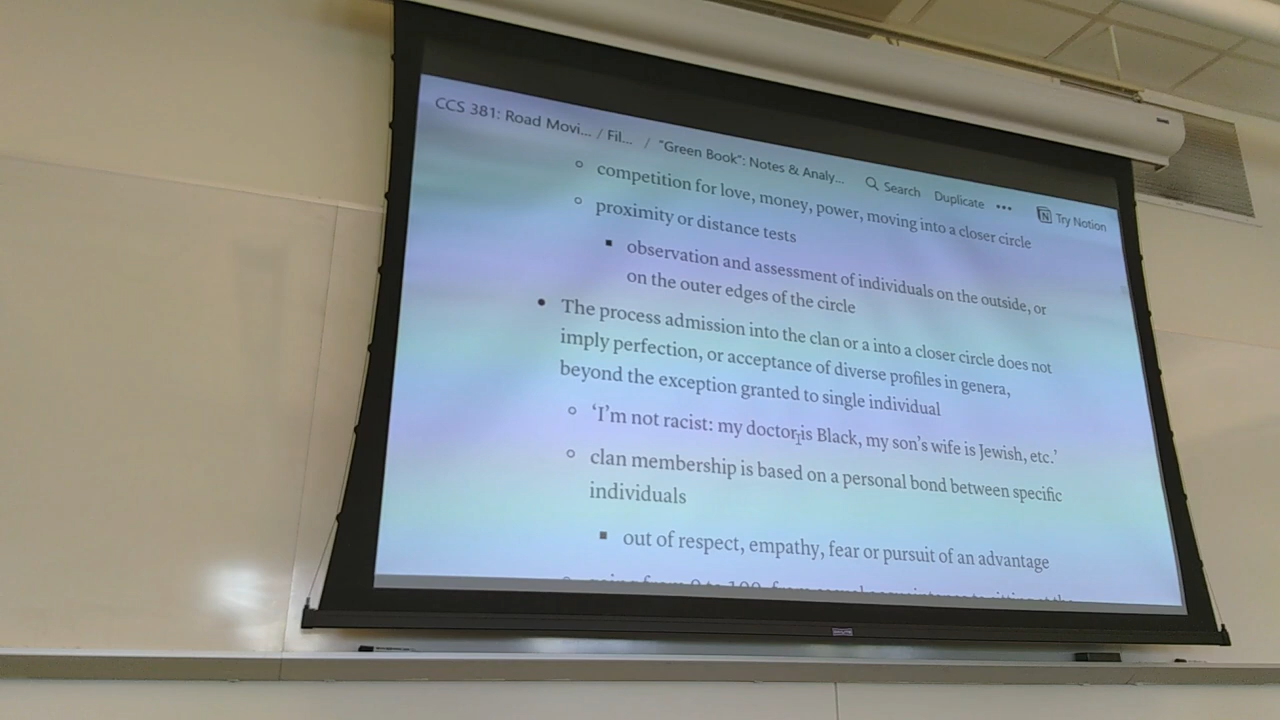 CCS 381: Road Movi... / Fil... / "Green Book": Notes & Analy... Search Duplicate ••• Try Notion
competition for love, money, power, moving into a closer circle
proximity or distance tests
observation and assessment of individuals on the outside, or
on the outer edges of the circle
The process admission into the clan or a into a closer circle does not
imply perfection, or acceptance of diverse profiles in genera,
beyond the exception granted to single individual
‘I’m not racist: my doctor is Black, my son’s wife is Jewish, etc.’
clan membership is based on a personal bond between specific
individuals
out of respect, empathy, fear or pursuit of an advantage